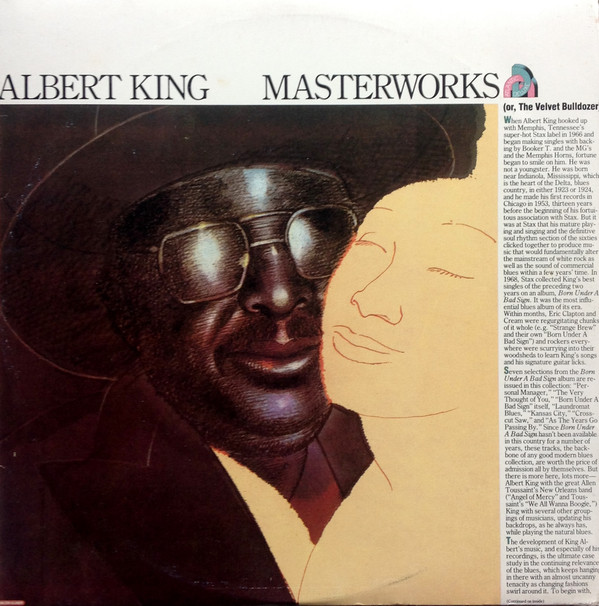 ALBERT KING MASTERWORKS
(or, The Velvet Bulldozer
When Albert King hooked up
with Memphis, Tennessee's
super-hot Stax label in 1966 and
began making singles with back-
ing by Booker T. and the MG's
and the Memphis Horns, fortune
began to smile on him. He was
not a youngster. He was born
near Indianola, Mississippi, which
is the heart of the Delta, blues
country, in either 1923 or 1924,
and he made his first records in
Chicago in 1953, thirteen years
before the beginning of his fortui-
tous association with Stax. But it
was at Stax that his mature play-
ing and singing and the definitive
soul rhythm section of the sixties
clicked together to produce mu-
sic that would fundamentally alter
the mainstream of white rock as
well as the sound of commercial
blues within a few years' time. In
1968, Stax collected King's best
singles of the preceding two
years on an album, Born Under A
Bad Sign. It was the most influ-
ential blues album of its era.
Within months, Eric Clapton and
Cream were regurgitating chunks
of it whole (e.g. "Strange Brew"
and their own "Born Under A
Bad Sign") and rockers every-
where were scurrying into their
woodsheds to learn King's songs
and his signature guitar licks.
Seven selections from the Born
Under A Bad Sign album are re-
issued in this collection: "Per-
sonal Manager," "The Very
Thought of You," "Born Under A
Bad Sign" itself, "Laundromat
Blues," "Kansas City," "Cross-
cut Saw," and "As The Years Go
Passing By." Since Born Under
A Bad Sign hasn't been available
in this country for a number of
years, these tracks, the back-
bone of any good modern blues
collection, are worth the price of
admission all by themselves. But
there is more here, lots more—
Albert King with the great Allen
Toussaint's New Orleans band
("Angel of Mercy" and Tous-
saint's "We All Wanna Boogie,")
King with several other group-
ings of musicians, updating his
backdrops, as he always has,
while playing the natural blues.
The development of King Al-
bert's music, and especially of his
recordings, is the ultimate case
study in the continuing relevance
of the blues, which keeps hanging
in there with an almost uncanny
tenacity as changing fashions
swirl around it. To begin with,
(Continued on inside)